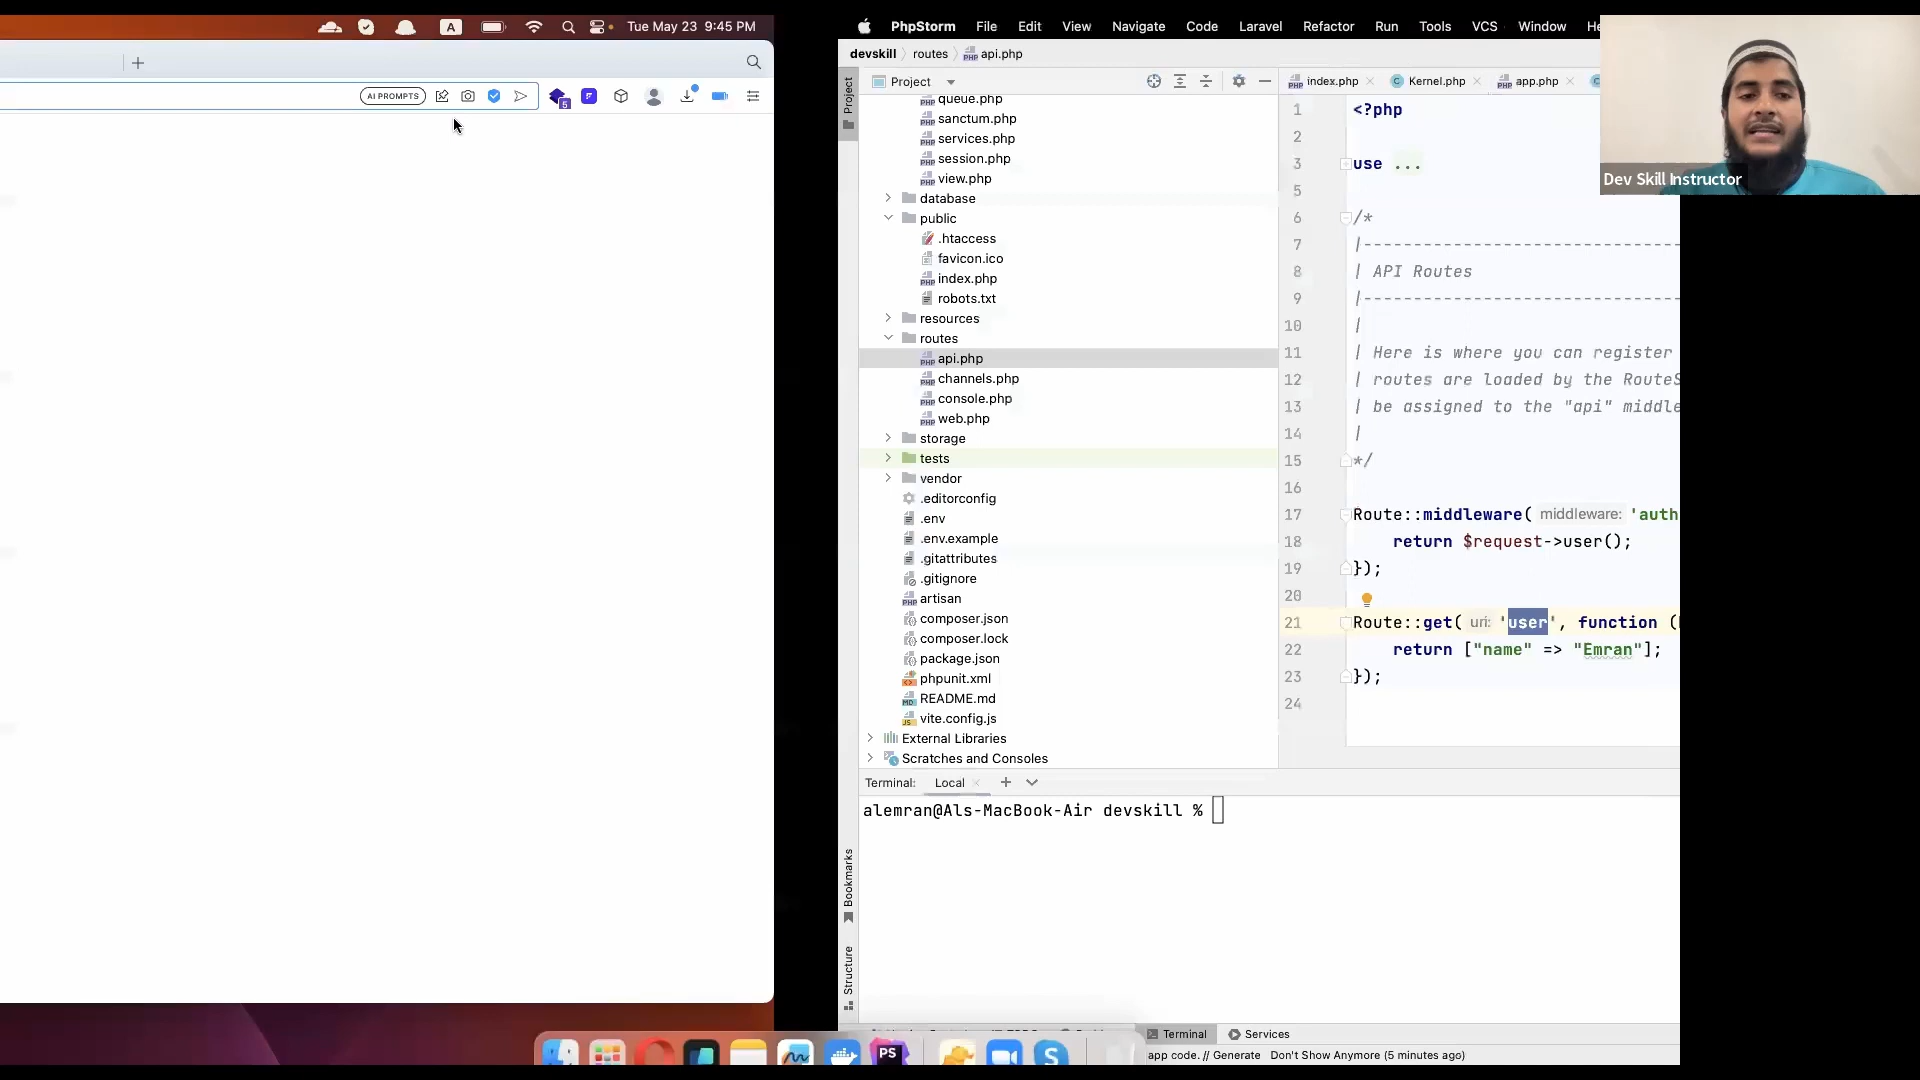 A
Tue May 23 9:45 PM
AI PROMPTS
5
PhpStorm File Edit View Navigate Code Laravel Refactor Run Tools VCS Window
devskill routes api.php
Project
Project
queue.php
sanctum.php
services.php
session.php
view.php
database
public
.htaccess
favicon.ico
index.php
robots.txt
resources
routes
api.php
channels.php
console.php
web.php
storage
tests
vendor
.editorconfig
.env
.env.example
.gitattributes
.gitignore
artisan
composer.json
composer.lock
package.json
phpunit.xml
README.md
vite.config.js
External Libraries
Scratches and Consoles
index.php Kernel.php app.php
1 <?php
2
3 use ...
5
6 /*
7 |--------------------------------
8 | API Routes
9 |--------------------------------
10 |
11 | Here is where you can register
12 | routes are loaded by the RouteS
13 | be assigned to the "api" middle
14 |
15 */
16
17 Route::middleware( middleware: 'auth
18 return $request->user();
19 });
20
21 Route::get( uri: 'user', function (
22 return ["name" => "Emran"];
23 });
24
Dev Skill Instructor
Terminal: Local
alemran@Als-MacBook-Air devskill %
Bookmarks
Structure
Terminal Services
app code. // Generate Don't Show Anymore (5 minutes ago)
PS